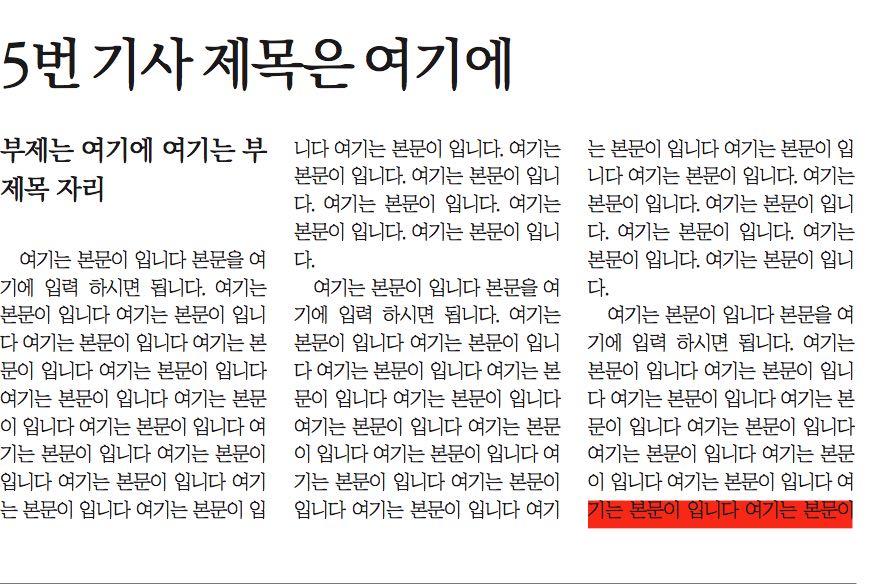 5번 기사 제목은 여기에
부제는 여기에 여기는 부
제목 자리
여기는 본문이 입니다 본문을 여
기에 입력 하시면 됩니다. 여기는
본문이 입니다 여기는 본문이 입니
다 여기는 본문이 입니다 여기는 본
문이 입니다 여기는 본문이 입니다
여기는 본문이 입니다 여기는 본문
이 입니다 여기는 본문이 입니다 여
기는 본문이 입니다 여기는 본문이
입니다 여기는 본문이 입니다 여기
는 본문이 입니다 여기는 본문이 입
니다 여기는 본문이 입니다. 여기는
본문이 입니다. 여기는 본문이 입니
다. 여기는 본문이 입니다. 여기는
본문이 입니다. 여기는 본문이 입니
다.
여기는 본문이 입니다 본문을 여
기에 입력 하시면 됩니다. 여기는
본문이 입니다 여기는 본문이 입니
다 여기는 본문이 입니다 여기는 본
문이 입니다 여기는 본문이 입니다
여기는 본문이 입니다 여기는 본문
이 입니다 여기는 본문이 입니다 여
기는 본문이 입니다 여기는 본문이
입니다 여기는 본문이 입니다 여기
는 본문이 입니다 여기는 본문이 입
니다 여기는 본문이 입니다. 여기는
본문이 입니다. 여기는 본문이 입니
다. 여기는 본문이 입니다. 여기는
본문이 입니다. 여기는 본문이 입니
다.
여기는 본문이 입니다 본문을 여
기에 입력 하시면 됩니다. 여기는
본문이 입니다 여기는 본문이 입니
다 여기는 본문이 입니다 여기는 본
문이 입니다 여기는 본문이 입니다
여기는 본문이 입니다 여기는 본문
이 입니다 여기는 본문이 입니다 여
기는 본문이 입니다 여기는 본문이